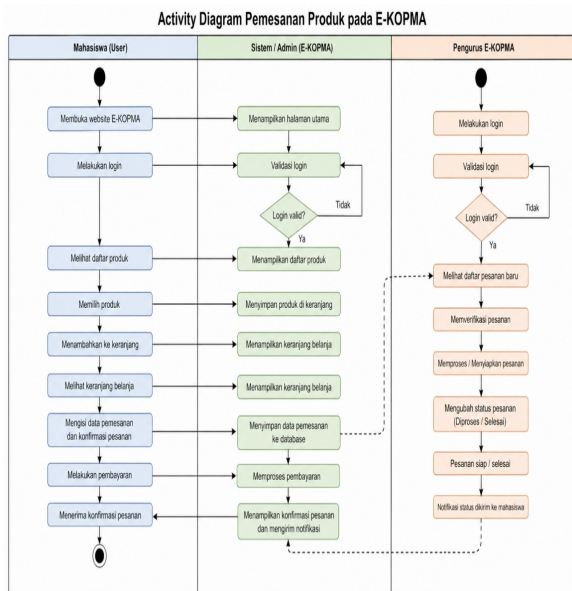 Activity Diagram Pemesanan Produk pada E-KOPMA
Mahasiswa (User)
Membuka website E-KOPMA
Melakukan login
Melihat daftar produk
Memilih produk
Menambahkan ke keranjang
Melihat keranjang belanja
Mengisi data pemesanan
dan konfirmasi pesanan
Melakukan pembayaran
Menerima konfirmasi pesanan
Sistem / Admin (E-KOPMA)
Menampilkan halaman utama
Validasi login
Login valid?
Tidak
Ya
Menampilkan daftar produk
Menyimpan produk di keranjang
Menampilkan keranjang belanja
Menampilkan keranjang belanja
Menyimpan data pemesanan
ke database
Memproses pembayaran
Menampilkan konfirmasi pesanan
dan mengirim notifikasi
Pengurus E-KOPMA
Melakukan login
Validasi login
Login valid?
Tidak
Ya
Melihat daftar pesanan baru
Memverifikasi pesanan
Memproses / Menyiapkan pesanan
Mengubah status pesanan
(Diproses / Selesai)
Pesanan siap / selesai
Notifikasi status dikirim ke mahasiswa